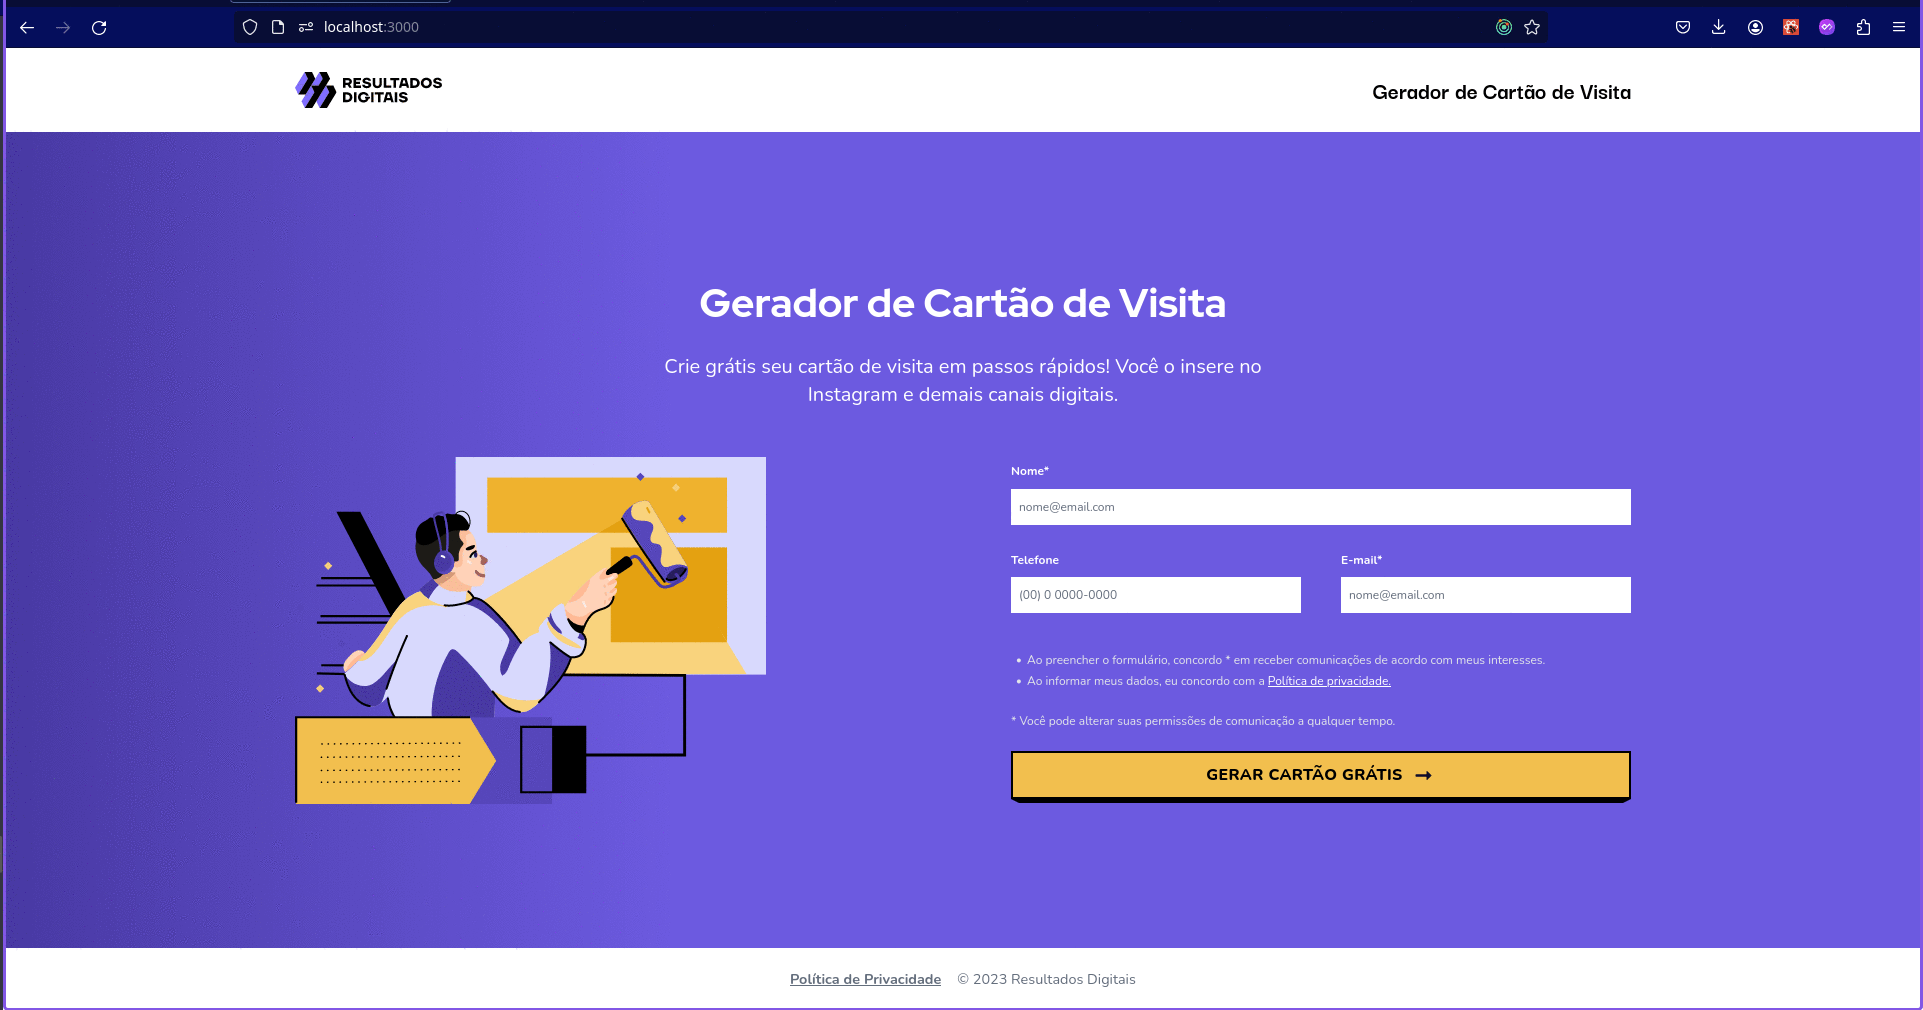 localhost:3000
RESULTADOS
DIGITAIS
Gerador de Cartão de Visita
Gerador de Cartão de Visita
Crie grátis seu cartão de visita em passos rápidos! Você o insere no
Instagram e demais canais digitais.
Nome*
nome@email.com
Telefone
E-mail*
(00) 0 0000-0000
nome@email.com
• Ao preencher o formulário, concordo * em receber comunicações de acordo com meus interesses.
• Ao informar meus dados, eu concordo com a Política de privacidade.
* Você pode alterar suas permissões de comunicação a qualquer tempo.
GERAR CARTÃO GRÁTIS →
Política de Privacidade © 2023 Resultados Digitais